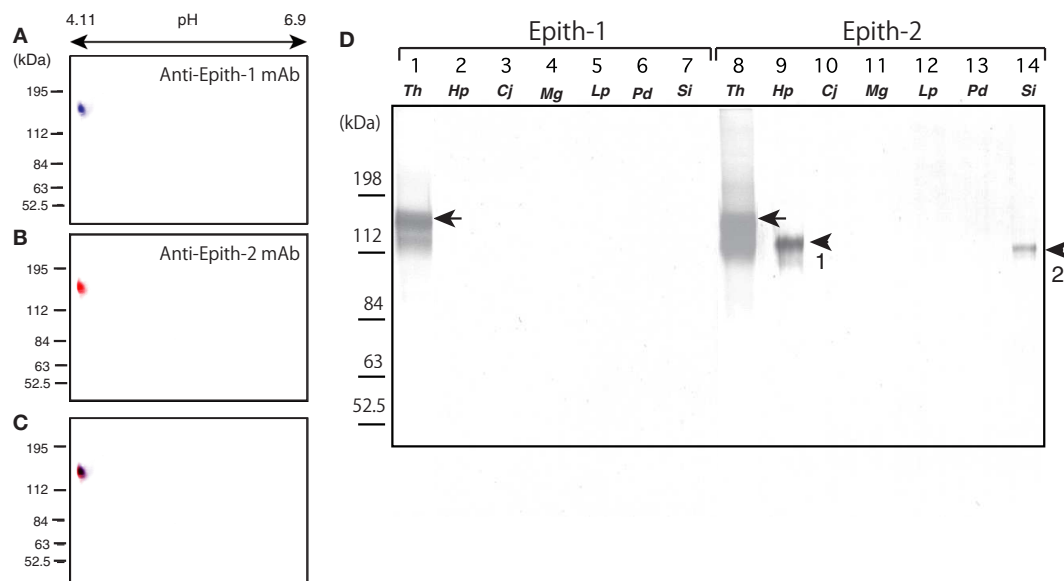 4.11 pH 6.9
A
(kDa)
Anti-Epith-1 mAb
195
112
84
63
52.5
B
Anti-Epith-2 mAb
195
112
84
63
52.5
C
195
112
84
63
52.5
D
Epith-1 Epith-2
1 2 3 4 5 6 7 8 9 10 11 12 13 14
Th Hp Cj Mg Lp Pd Si Th Hp Cj Mg Lp Pd Si
(kDa)
198
112
1
2
84
63
52.5